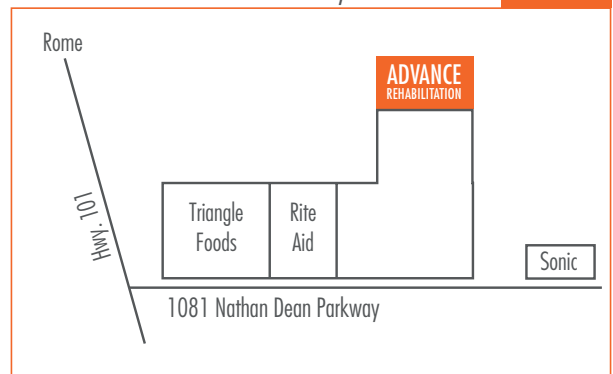 Rome
ADVANCE
REHABILITATION
Hwy. 101
Triangle
Foods
Rite
Aid
Sonic
1081 Nathan Dean Parkway